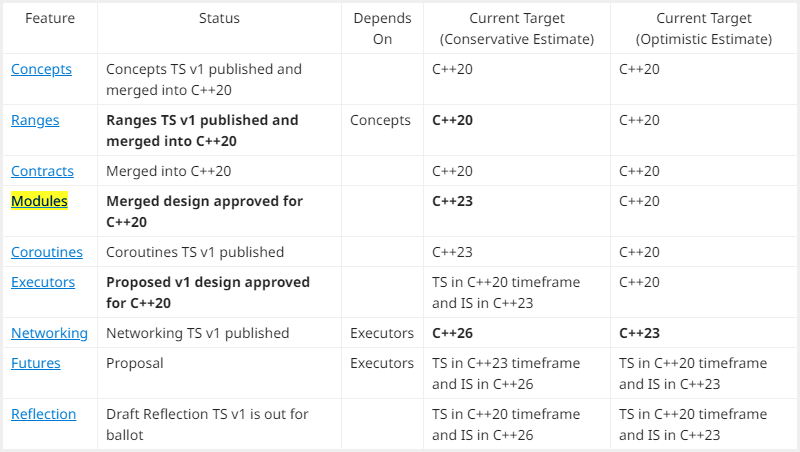 Feature Status Depends On Current Target (Conservative Estimate) Current Target (Optimistic Estimate)
Concepts Concepts TS v1 published and merged into C++20 C++20 C++20
Ranges Ranges TS v1 published and merged into C++20 Concepts C++20 C++20
Contracts Merged into C++20 C++20 C++20
Modules Merged design approved for C++20 C++23 C++20
Coroutines Coroutines TS v1 published C++23 C++20
Executors Proposed v1 design approved for C++20 TS in C++20 timeframe and IS in C++23 C++20
Networking Networking TS v1 published Executors C++26 C++23
Futures Proposal Executors TS in C++23 timeframe and IS in C++26 TS in C++20 timeframe and IS in C++23
Reflection Draft Reflection TS v1 is out for ballot TS in C++20 timeframe and IS in C++26 TS in C++20 timeframe and IS in C++23